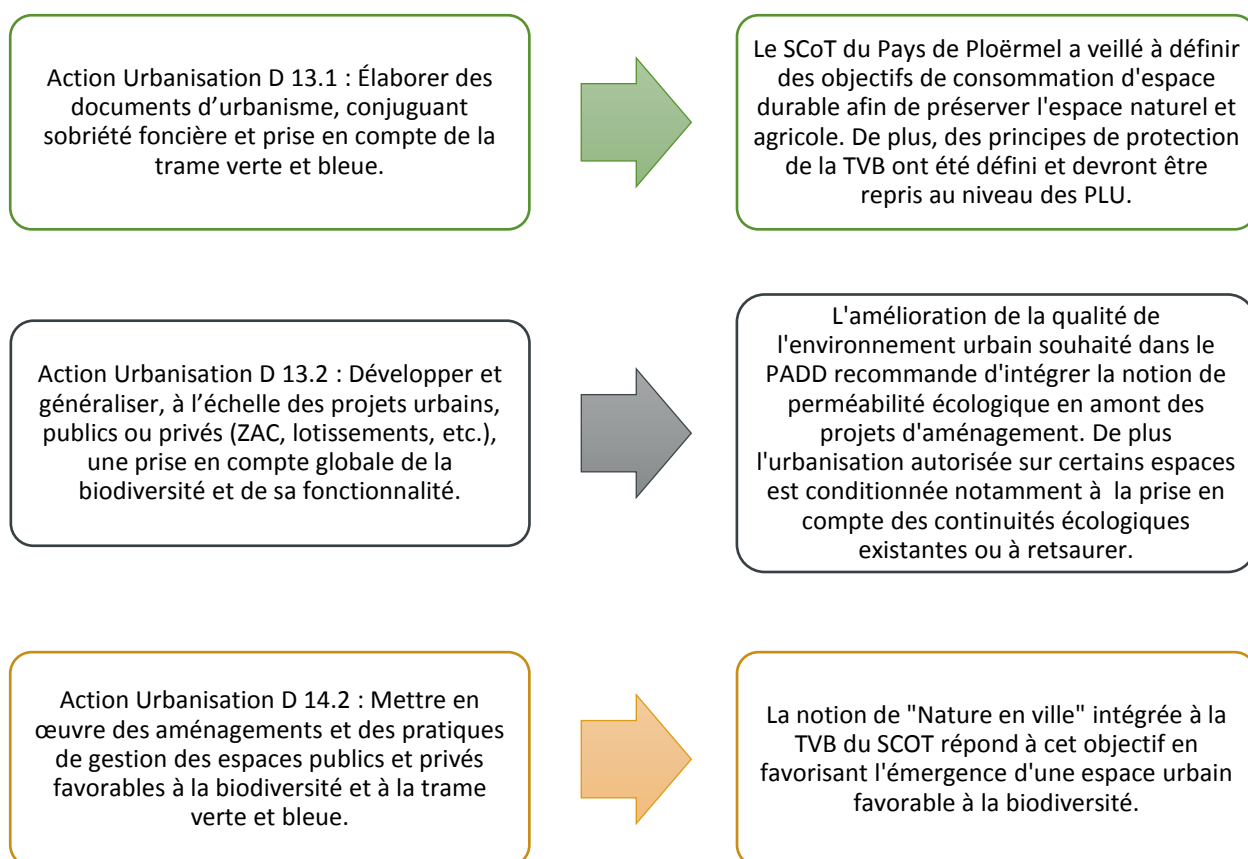 Action Urbanisation D 13.1 : Élaborer des
documents d’urbanisme, conjuguant
sobriété foncière et prise en compte de la
trame verte et bleue.
Le SCoT du Pays de Ploërmel a veillé à définir
des objectifs de consommation d'espace
durable afin de préserver l'espace naturel et
agricole. De plus, des principes de protection
de la TVB ont été défini et devront être
repris au niveau des PLU.
Action Urbanisation D 13.2 : Développer et
généraliser, à l’échelle des projets urbains,
publics ou privés (ZAC, lotissements, etc.),
une prise en compte globale de la
biodiversité et de sa fonctionnalité.
L'amélioration de la qualité de
l'environnement urbain souhaité dans le
PADD recommande d'intégrer la notion de
perméabilité écologique en amont des
projets d'aménagement. De plus
l'urbanisation autorisée sur certains espaces
est conditionnée notamment à la prise en
compte des continuités écologiques
existantes ou à retsaurer.
Action Urbanisation D 14.2 : Mettre en
œuvre des aménagements et des pratiques
de gestion des espaces publics et privés
favorables à la biodiversité et à la trame
verte et bleue.
La notion de "Nature en ville" intégrée à la
TVB du SCOT répond à cet objectif en
favorisant l'émergence d'une espace urbain
favorable à la biodiversité.